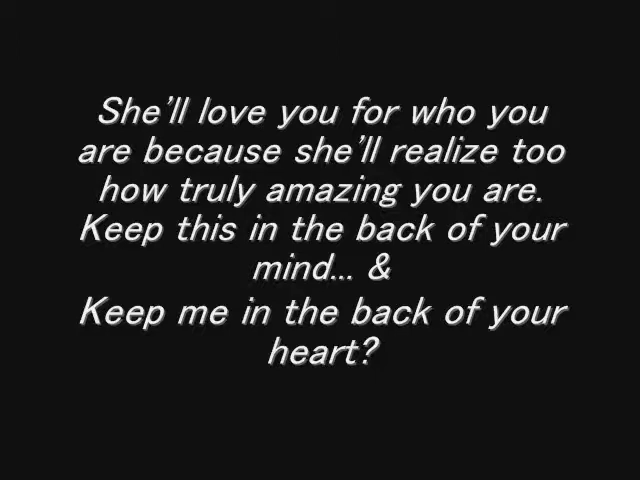 She'll love you for who you
are because she'll realize too
how truly amazing you are.
Keep this in the back of your
mind... &
Keep me in the back of your
heart?